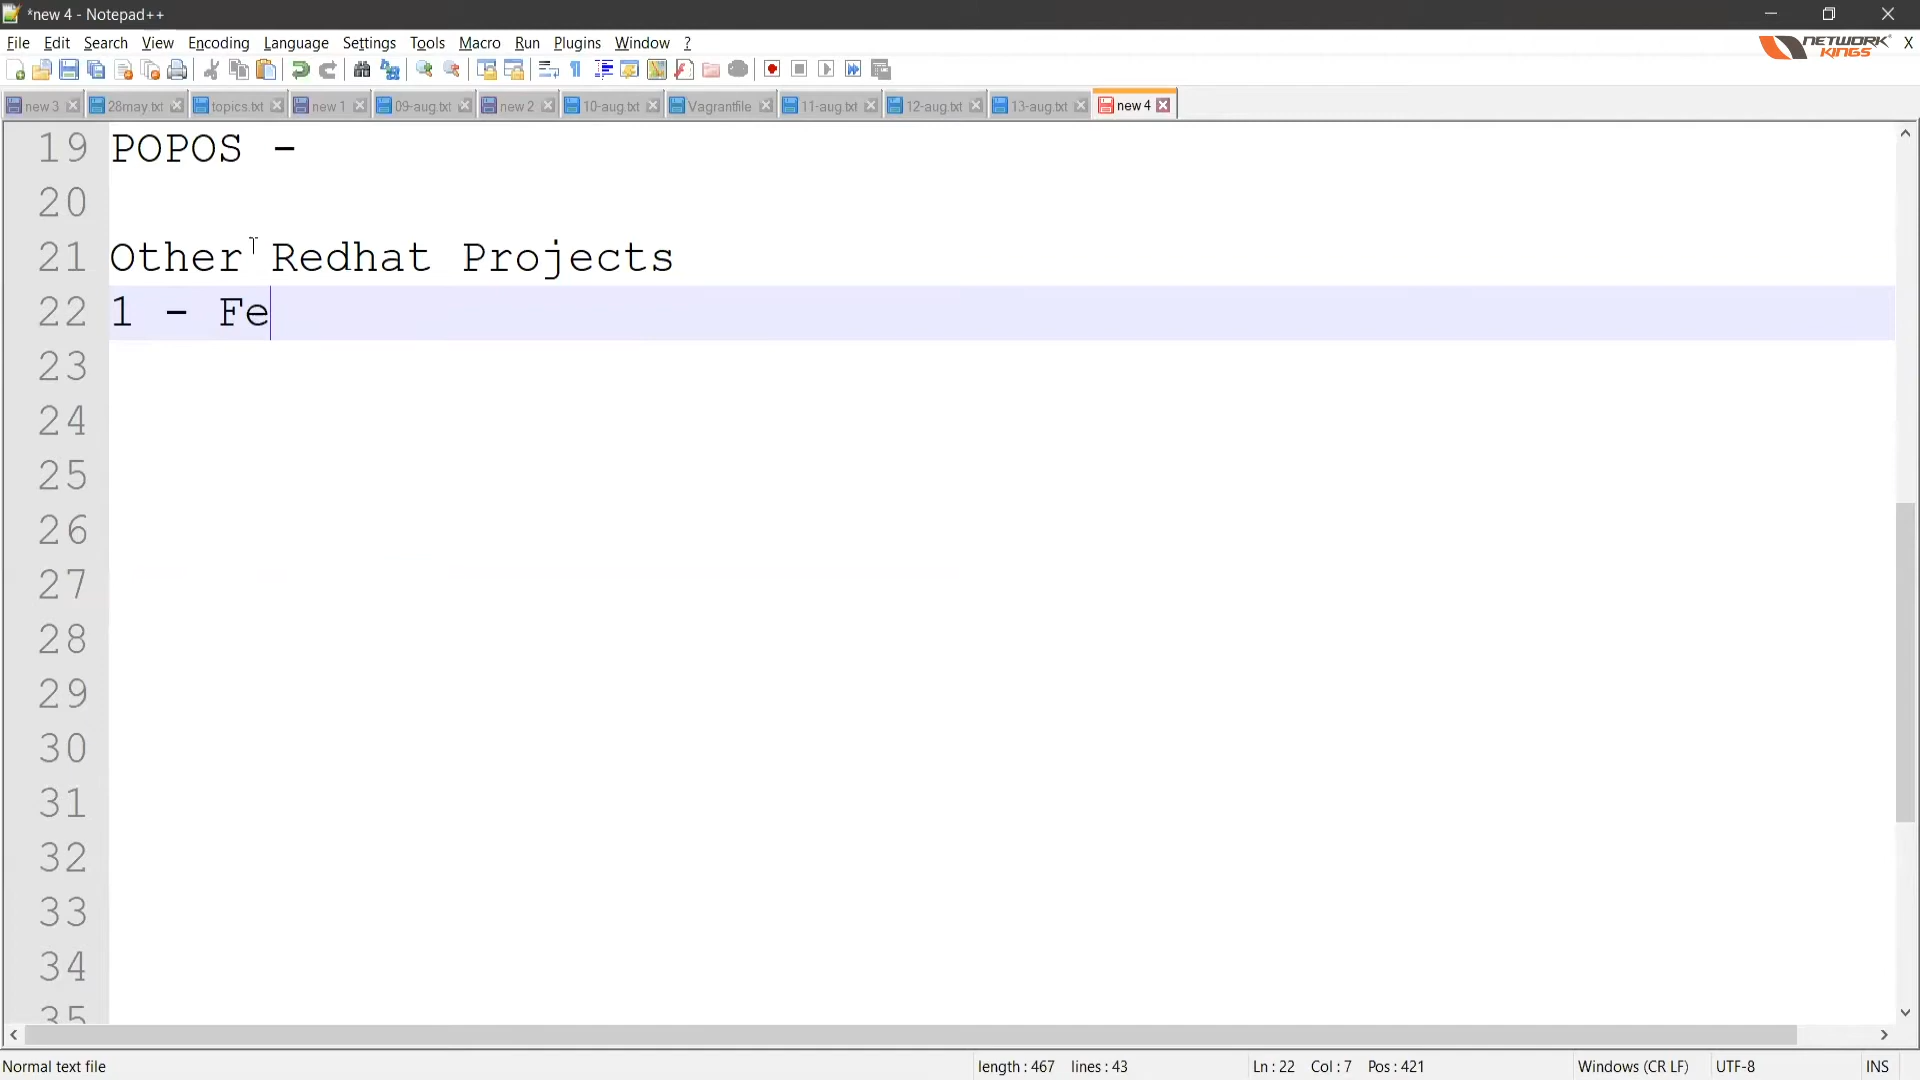 *new 4 - Notepad++
File Edit Search View Encoding Language Settings Tools Macro Run Plugins Window ? X
NETWORK KINGS
new 3 28may.txt topics.txt new 1 09-aug.txt new 2 10-aug.txt Vagrantfile 11-aug.txt 12-aug.txt 13-aug.txt new 4
19 POPOS -
20
21 Other Redhat Projects
22 1 - Fe
23
24
25
26
27
28
29
30
31
32
33
34
35
Normal text file length : 467 lines : 43 Ln : 22 Col : 7 Pos : 421 Windows (CR LF) UTF-8 INS